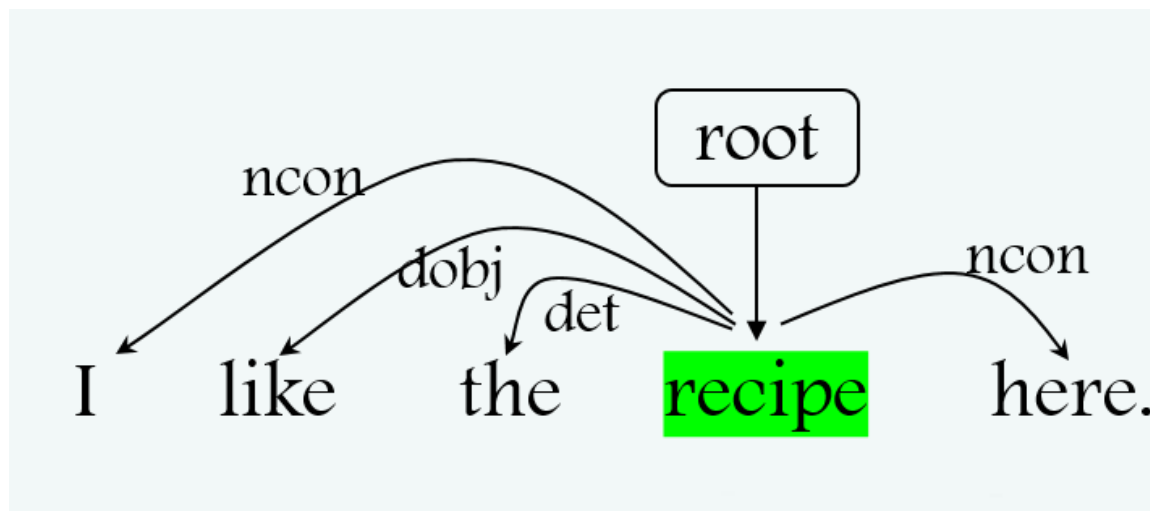 root
ncon
dobj
ncon
det
I like the recipe here.